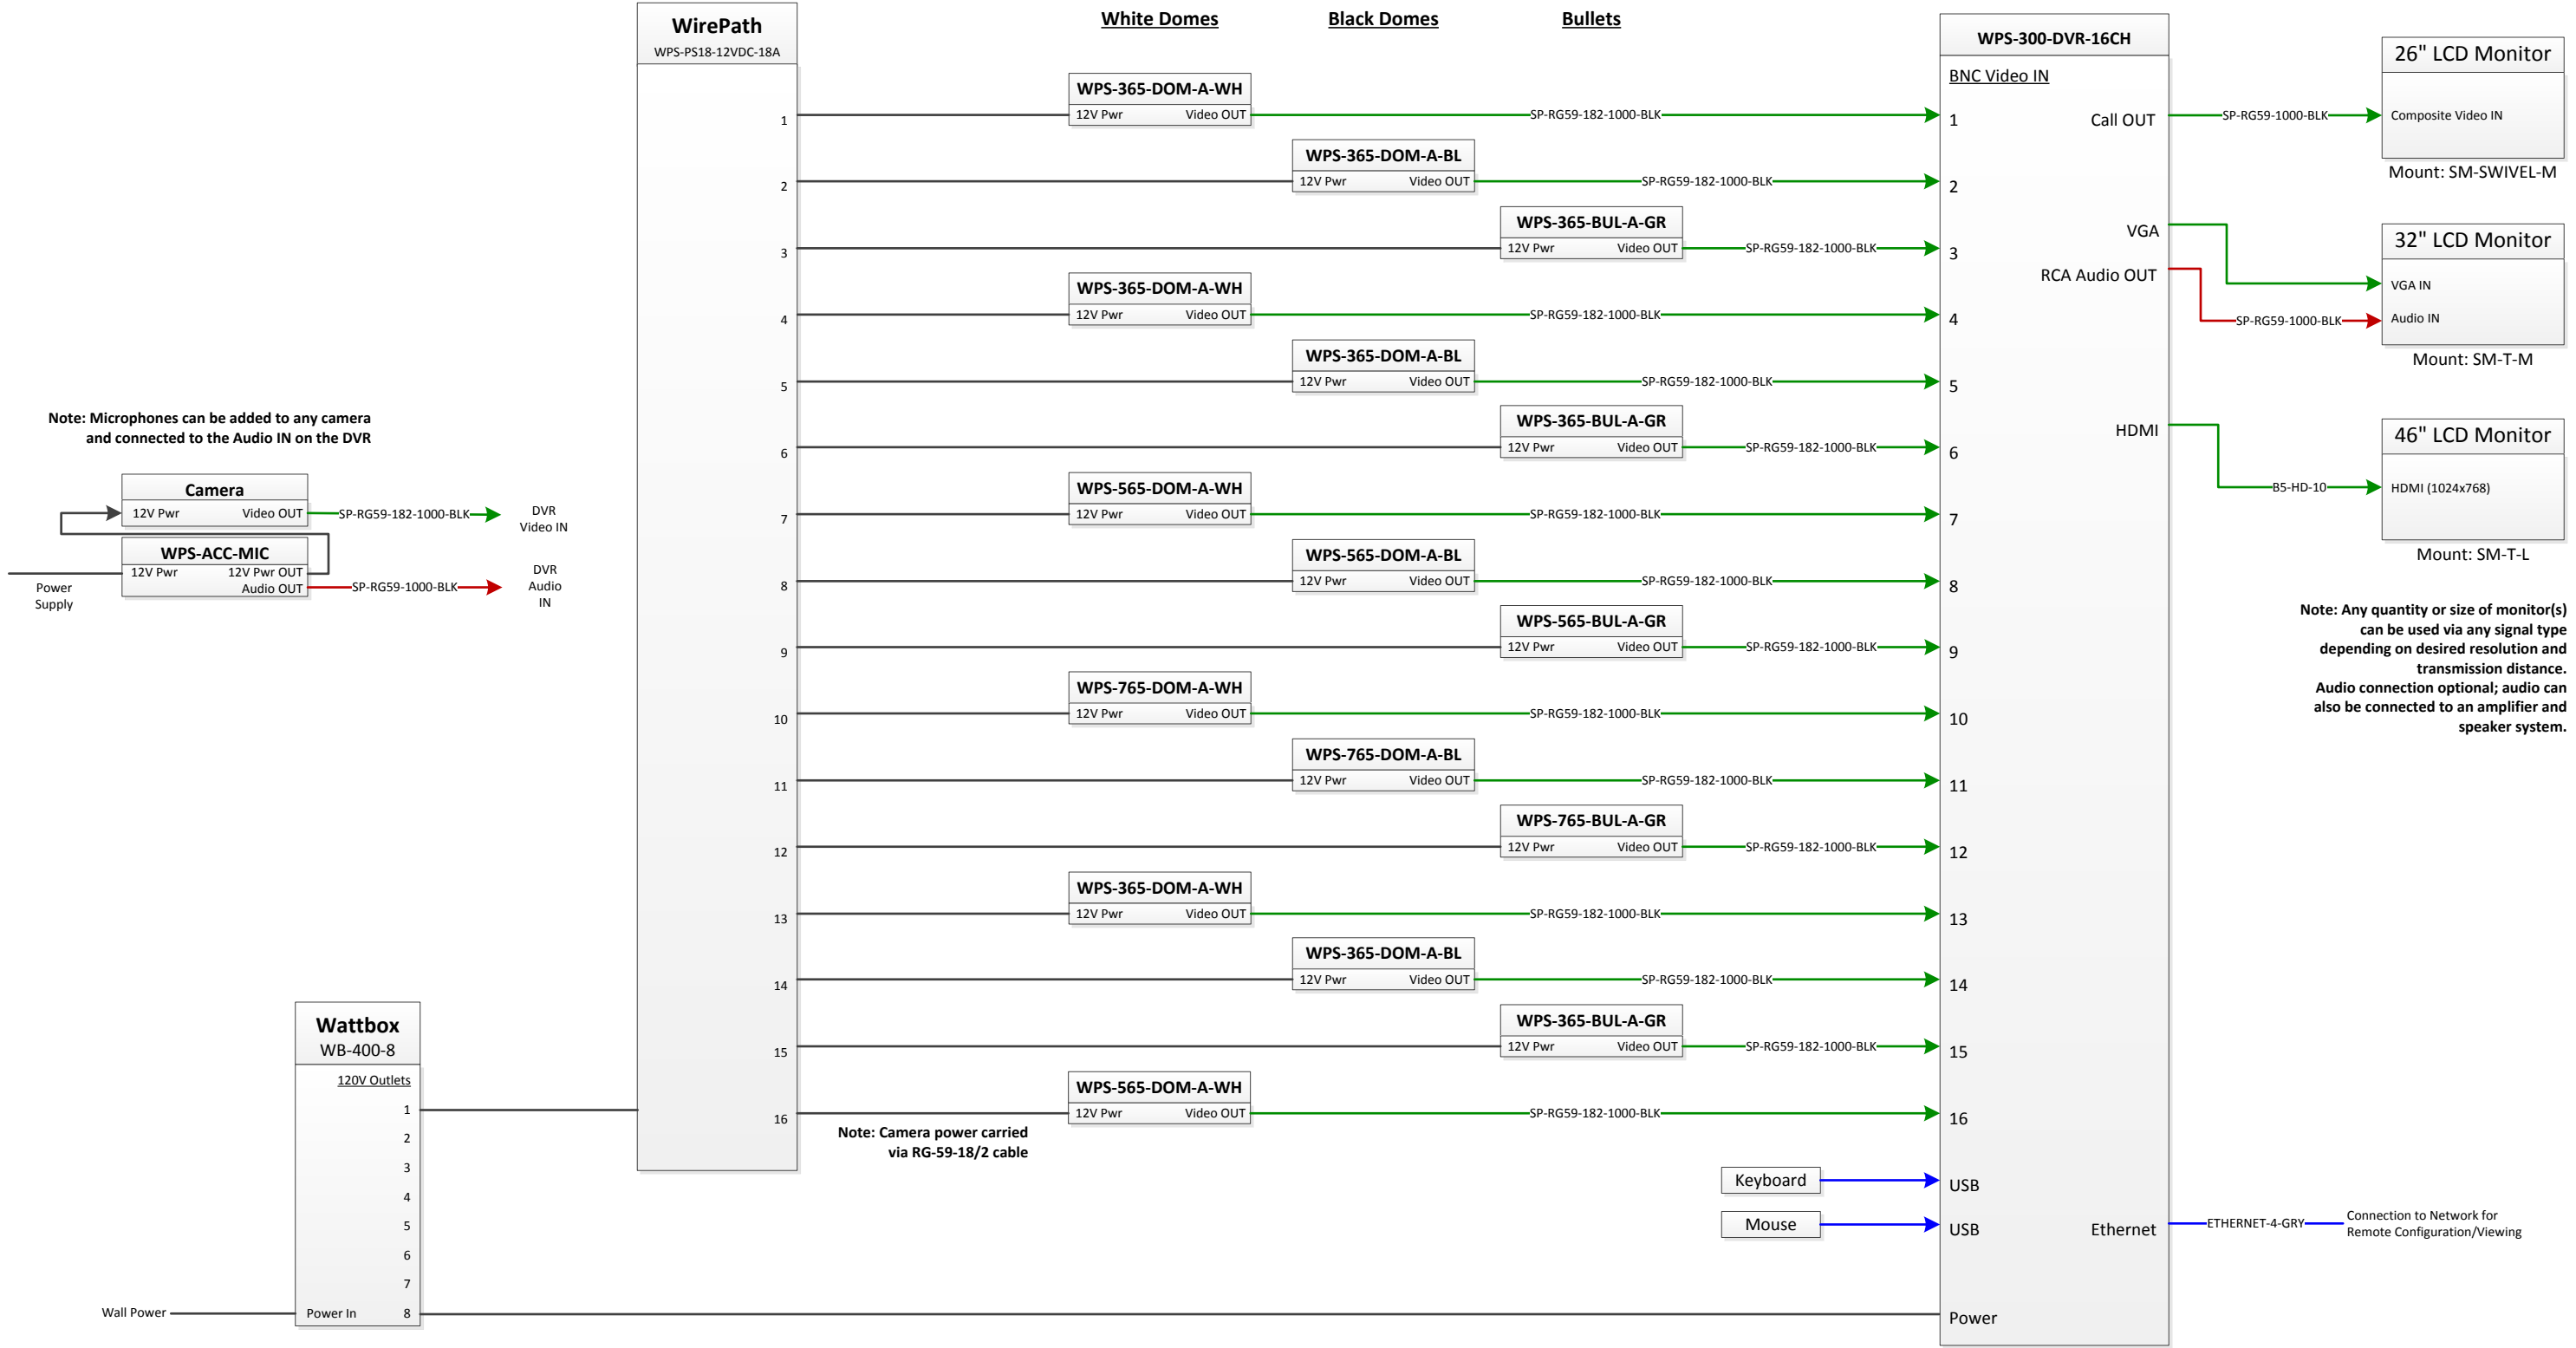 WirePath
WPS-PS18-12VDC-18A
1
2
3
4
5
6
7
8
9
10
11
12
13
14
15
16
White Domes
Black Domes
Bullets
WPS-365-DOM-A-WH
12V Pwr Video OUT
SP-RG59-182-1000-BLK
WPS-365-DOM-A-BL
12V Pwr Video OUT
SP-RG59-182-1000-BLK
WPS-365-BUL-A-GR
12V Pwr Video OUT
SP-RG59-182-1000-BLK
WPS-365-DOM-A-WH
12V Pwr Video OUT
SP-RG59-182-1000-BLK
WPS-365-DOM-A-BL
12V Pwr Video OUT
SP-RG59-182-1000-BLK
WPS-365-BUL-A-GR
12V Pwr Video OUT
SP-RG59-182-1000-BLK
WPS-565-DOM-A-WH
12V Pwr Video OUT
SP-RG59-182-1000-BLK
WPS-565-DOM-A-BL
12V Pwr Video OUT
SP-RG59-182-1000-BLK
WPS-565-BUL-A-GR
12V Pwr Video OUT
SP-RG59-182-1000-BLK
WPS-765-DOM-A-WH
12V Pwr Video OUT
SP-RG59-182-1000-BLK
WPS-765-DOM-A-BL
12V Pwr Video OUT
SP-RG59-182-1000-BLK
WPS-765-BUL-A-GR
12V Pwr Video OUT
SP-RG59-182-1000-BLK
WPS-365-DOM-A-WH
12V Pwr Video OUT
SP-RG59-182-1000-BLK
WPS-365-DOM-A-BL
12V Pwr Video OUT
SP-RG59-182-1000-BLK
WPS-365-BUL-A-GR
12V Pwr Video OUT
SP-RG59-182-1000-BLK
WPS-565-DOM-A-WH
12V Pwr Video OUT
SP-RG59-182-1000-BLK
Note: Camera power carried
via RG-59-18/2 cable
Keyboard
Mouse
WPS-300-DVR-16CH
BNC Video IN
1
2
3
4
5
6
7
8
9
10
11
12
13
14
15
16
USB
USB
Power
Call OUT
VGA
RCA Audio OUT
HDMI
Ethernet
SP-RG59-1000-BLK
SP-RG59-1000-BLK
B5-HD-10
ETHERNET-4-GRY
Connection to Network for
Remote Configuration/Viewing
26" LCD Monitor
Composite Video IN
Mount: SM-SWIVEL-M
32" LCD Monitor
VGA IN
Audio IN
Mount: SM-T-M
46" LCD Monitor
HDMI (1024x768)
Mount: SM-T-L
Note: Any quantity or size of monitor(s)
can be used via any signal type
depending on desired resolution and
transmission distance.
Audio connection optional; audio can
also be connected to an amplifier and
speaker system.
Note: Microphones can be added to any camera
and connected to the Audio IN on the DVR
Camera
12V Pwr Video OUT
SP-RG59-182-1000-BLK
DVR
Video IN
WPS-ACC-MIC
12V Pwr 12V Pwr OUT
Audio OUT
SP-RG59-1000-BLK
DVR
Audio
IN
Power
Supply
Wattbox
WB-400-8
120V Outlets
1
2
3
4
5
6
7
Wall Power
Power In 8